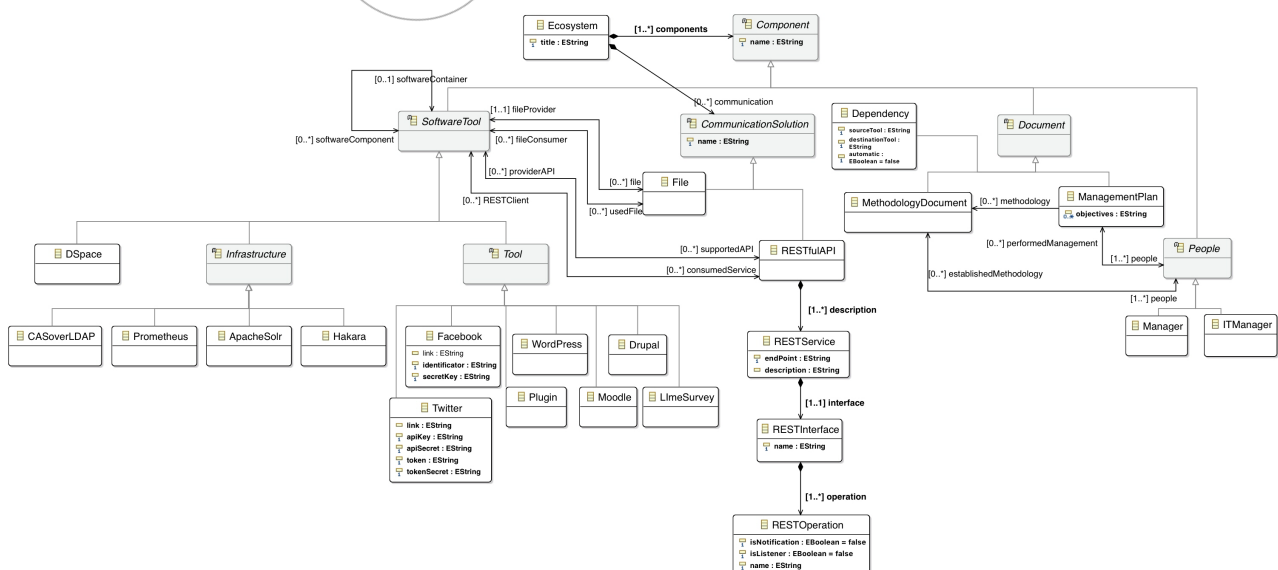 Ecosystem
title : EString
[1..*] components
Component
name : EString
[0..1] softwareContainer
[0..*] communication
[1..1] fileProvider
SoftwareTool
[0..*] softwareComponent
[0..*] fileConsumer
CommunicationSolution
name : EString
Dependency
sourceTool : EString
destinationTool :
EString
automatic :
EBoolean = false
Document
[0..*] providerAPI
[0..*] RESTClient
[0..*] file
File
[0..*] usedFile
MethodologyDocument
[0..*] methodology
ManagementPlan
objectives : EString
[0..*] performedManagement
[1..*] people
People
[0..*] establishedMethodology
[1..*] people
Manager
ITManager
DSpace
Infrastructure
Tool
[0..*] supportedAPI
[0..*] consumedService
RESTfulAPI
CASoverLDAP
Prometheus
ApacheSolr
Hakara
Facebook
link : EString
identificator : EString
secretKey : EString
WordPress
Drupal
[1..*] description
RESTService
endPoint : EString
description : EString
Twitter
link : EString
apiKey : EString
apiSecret : EString
token : EString
tokenSecret : EString
Plugin
Moodle
LImeSurvey
[1..1] interface
RESTInterface
name : EString
[1..*] operation
RESTOperation
isNotification : EBoolean = false
isListener : EBoolean = false
name : EString